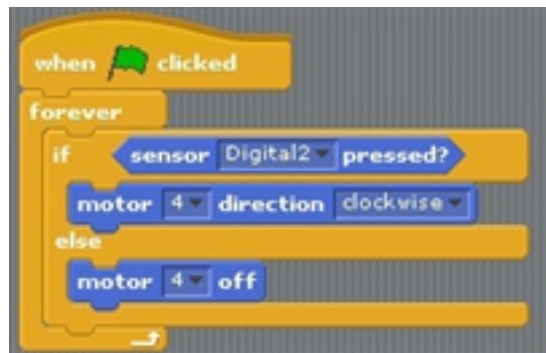 when clicked
forever
if sensor Digital2 pressed?
motor 4 direction clockwise
else
motor 4 off